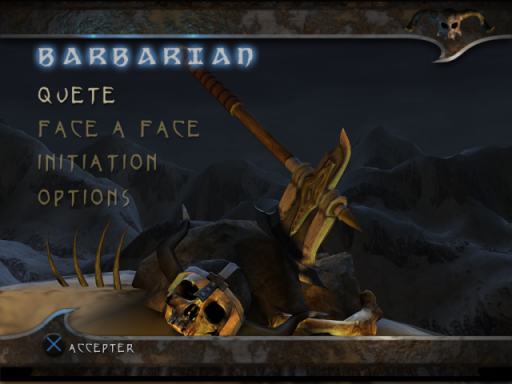 BARBARIAN
QUETE
FACE A FACE
INITIATION
OPTIONS
ACCEPTER